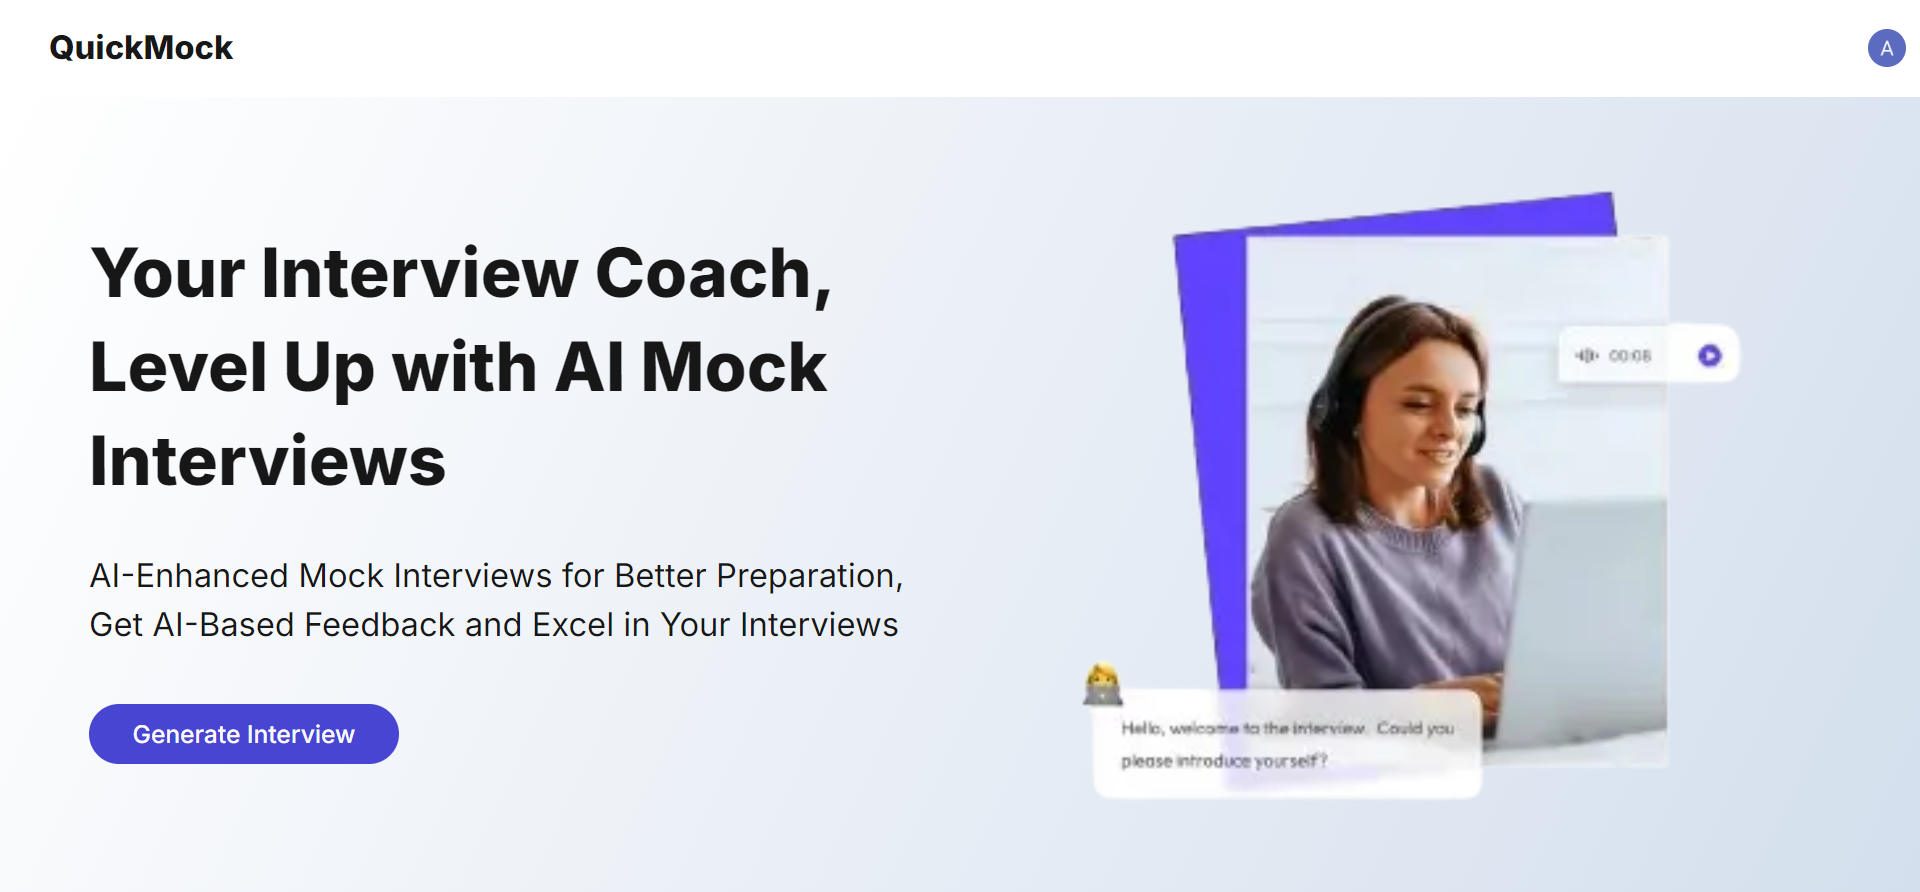 QuickMock
A
Your Interview Coach,
Level Up with AI Mock
Interviews
AI-Enhanced Mock Interviews for Better Preparation,
Get AI-Based Feedback and Excel in Your Interviews
Generate Interview
00:08
Hello, welcome to the interview. Could you
please introduce yourself?